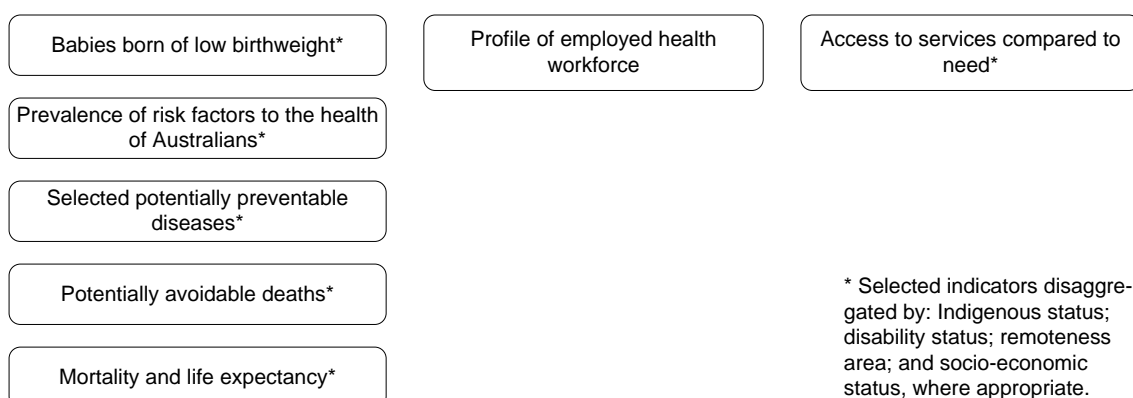 Babies born of low birthweight*
Prevalence of risk factors to the health
of Australians*
Selected potentially preventable
diseases*
Potentially avoidable deaths*
Mortality and life expectancy*
Profile of employed health
workforce
Access to services compared to
need*
* Selected indicators disaggre-
gated by: Indigenous status;
disability status; remoteness
area; and socio-economic
status, where appropriate.